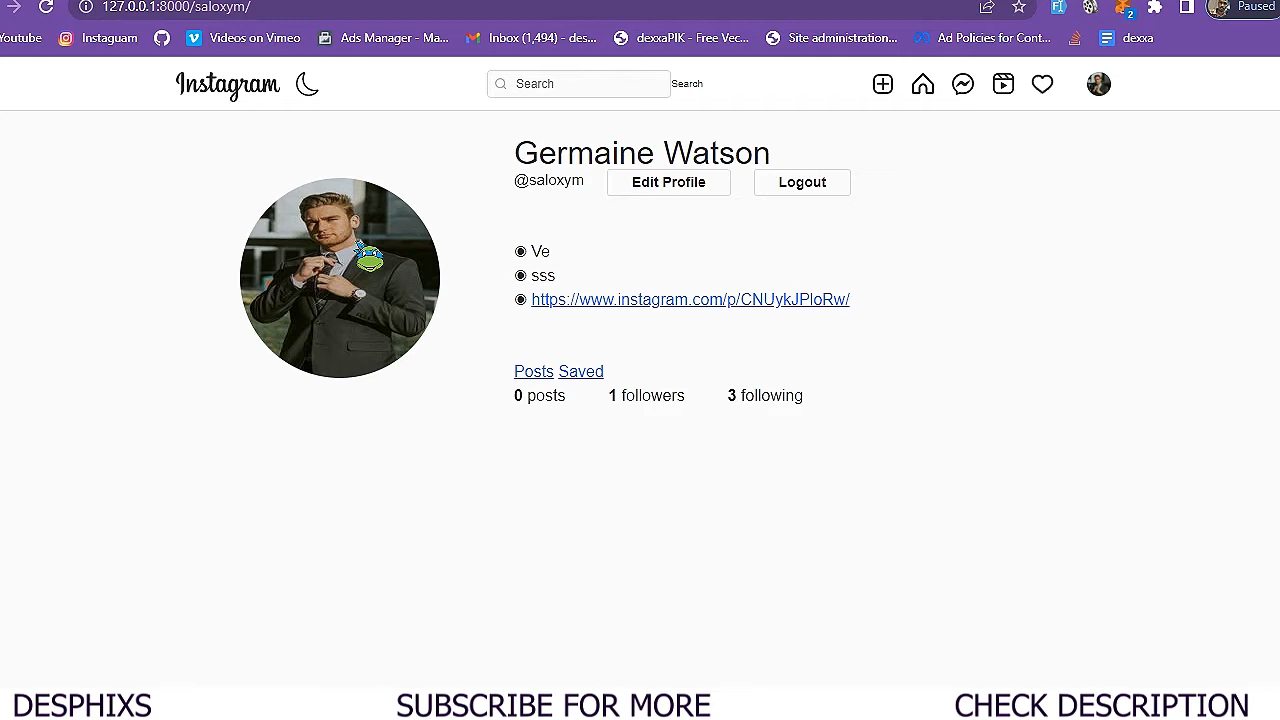 127.0.0.1:8000/saloxym/
Paused
2
Youtube Instaguam Videos on Vimeo Ads Manager - Ma... Inbox (1,494) - des... dexxaPIK - Free Vec... Site administration... Ad Policies for Cont... dexxa
Instagram Search Search
Germaine Watson
@saloxym Edit Profile Logout
Ve
sss
https://www.instagram.com/p/CNUykJPloRw/
Posts Saved
0 posts 1 followers 3 following
DESPHIXS SUBSCRIBE FOR MORE CHECK DESCRIPTION